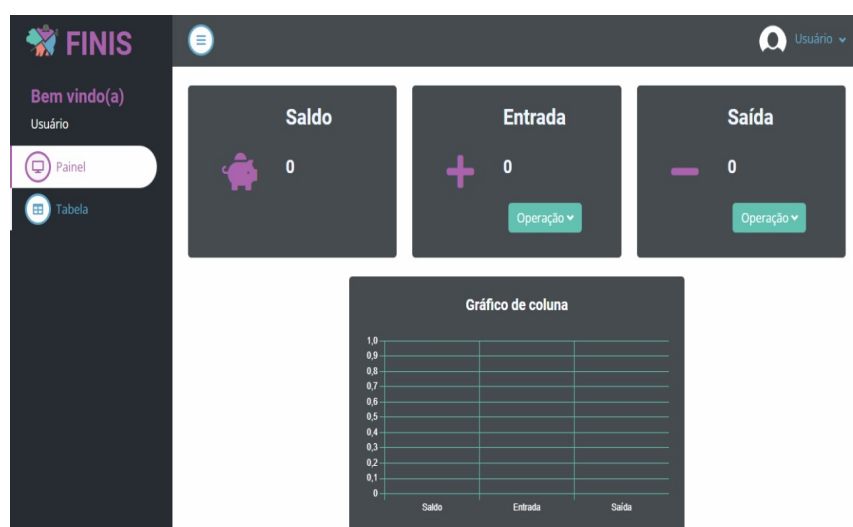 FINIS
Usuário
Bem vindo(a)
Usuário
Painel
Tabela
Saldo
0
Entrada
0
Operação
Saída
0
Operação
Gráfico de coluna
1,0
0,9
0,8
0,7
0,6
0,5
0,4
0,3
0,2
0,1
0
Saldo Entrada Saída